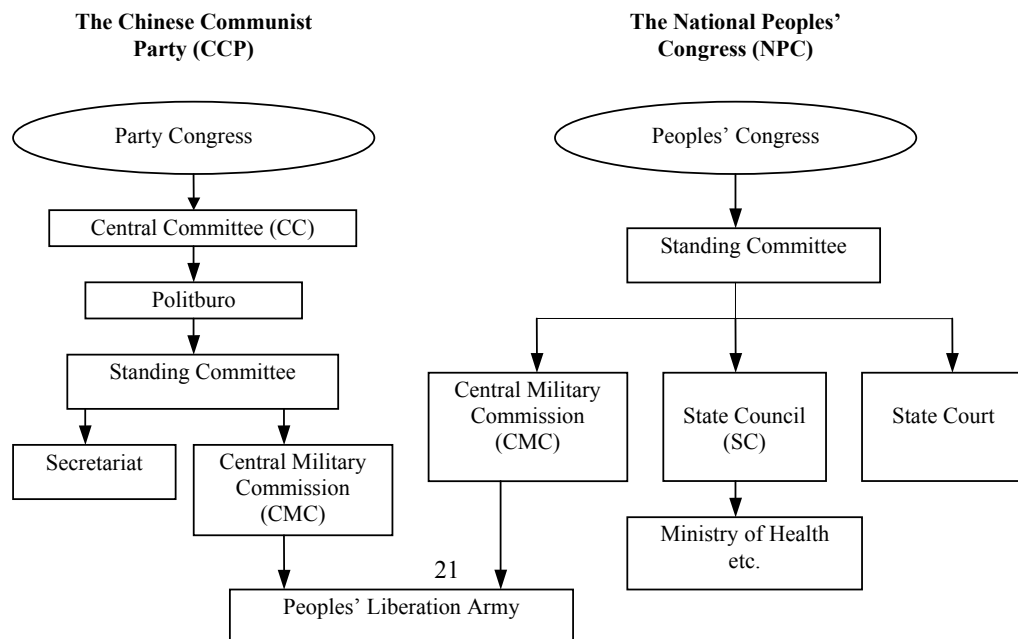 The Chinese Communist
Party (CCP)
Party Congress
Central Committee (CC)
Politburo
Standing Committee
Secretariat
Central Military
Commission
(CMC)
The National Peoples’
Congress (NPC)
Peoples’ Congress
Standing Committee
Central Military
Commission
(CMC)
State Council
(SC)
State Court
Ministry of Health
etc.
21
Peoples’ Liberation Army